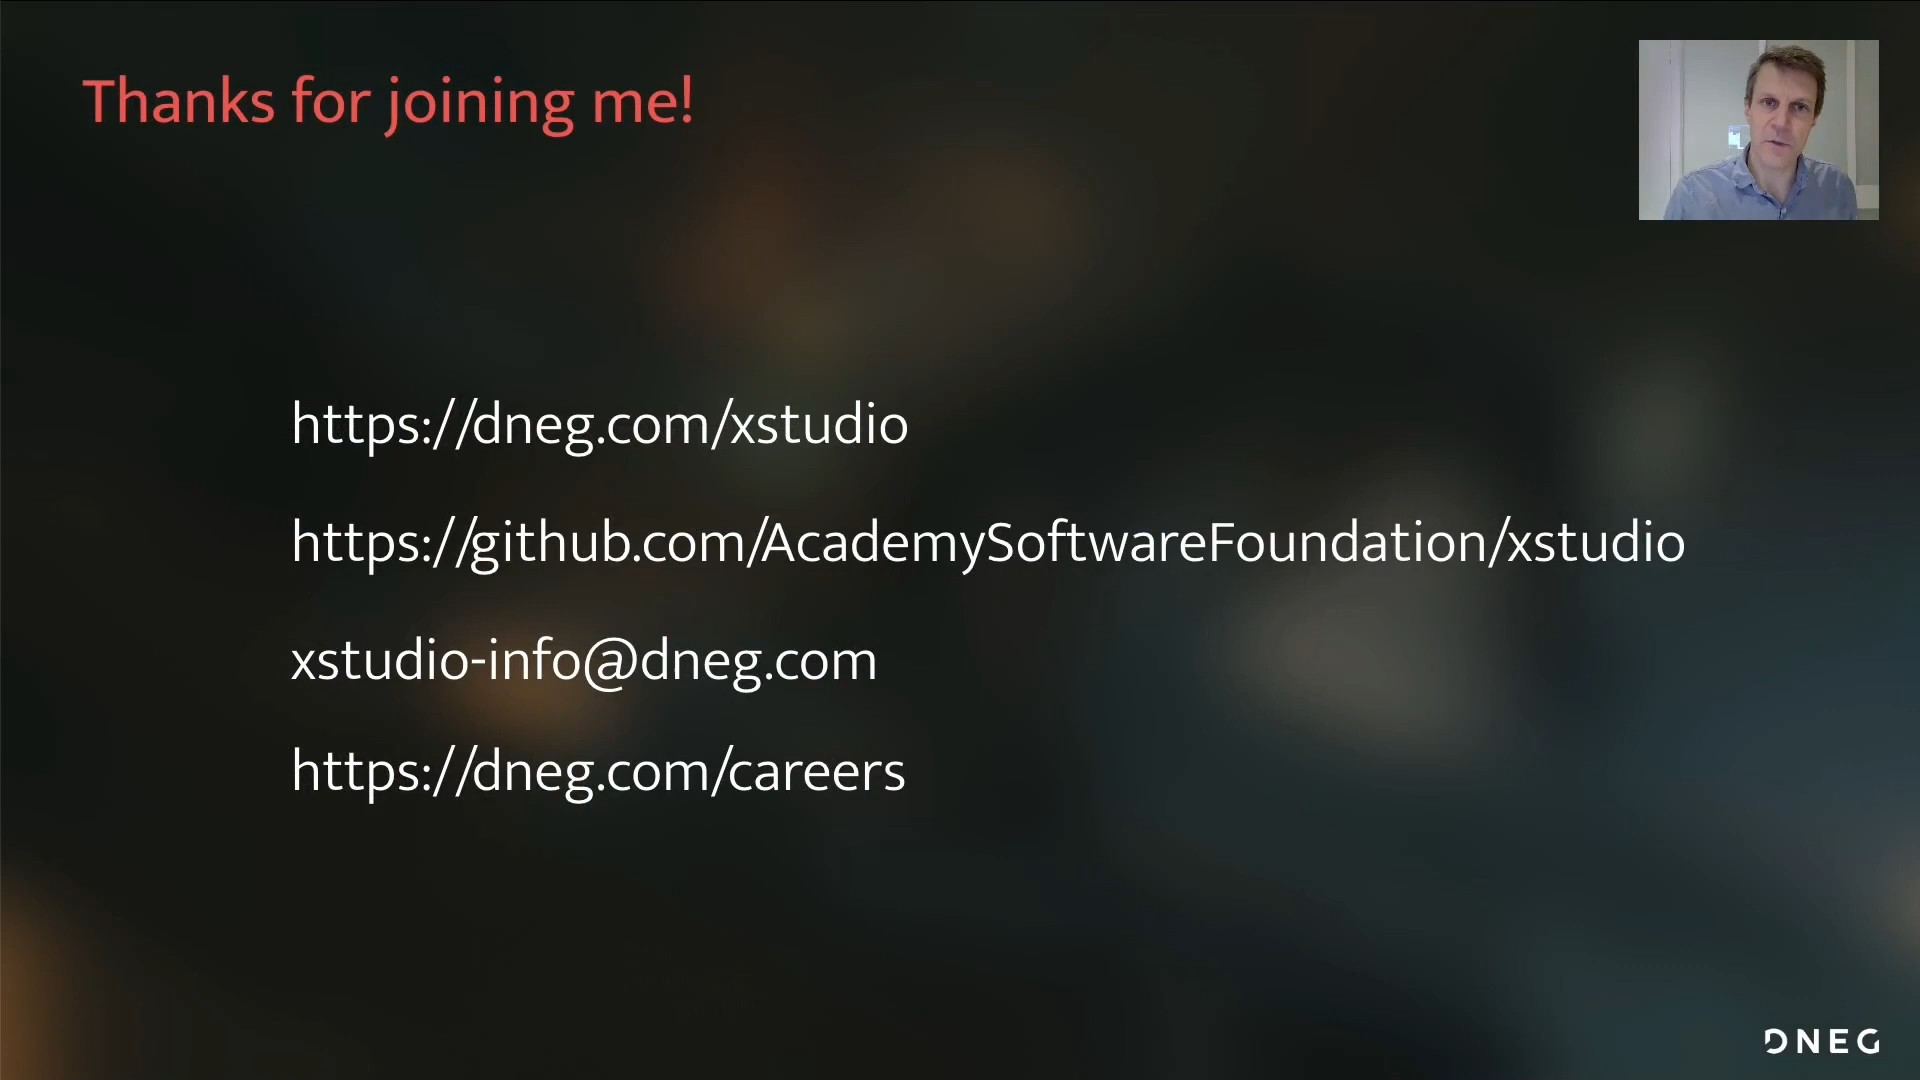 Thanks for joining me!
https://dneg.com/xstudio
https://github.com/AcademySoftwareFoundation/xstudio
xstudio-info@dneg.com
https://dneg.com/careers
DNEG